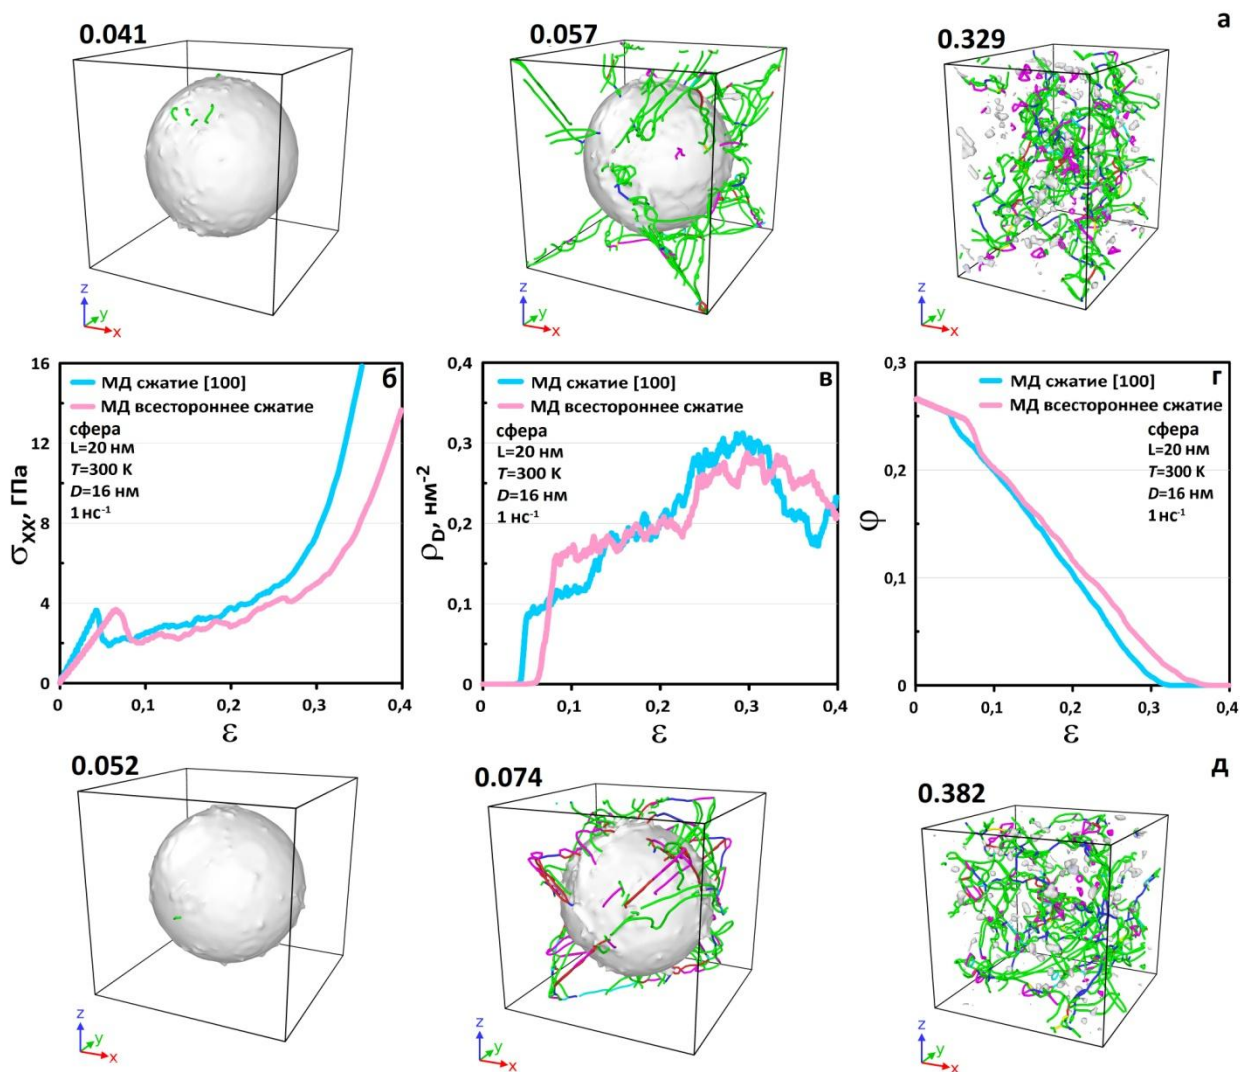 а
0.041
0.057
0.329
z
y
x
z
y
x
z
y
x
б
16
12
8
4
0
0
0,1
0,2
0,3
0,4
σXX, ГПа
ε
МД сжатие [100]
МД всестороннее сжатие
сфера
L=20 нм
T=300 K
D=16 нм
1 нс⁻¹
в
0,4
0,3
0,2
0,1
0
0
0,1
0,2
0,3
0,4
ρD, нм⁻²
ε
МД сжатие [100]
МД всестороннее сжатие
сфера
L=20 нм
T=300 K
D=16 нм
1 нс⁻¹
г
0,3
0,2
0,1
0
0
0,1
0,2
0,3
0,4
φ
ε
МД сжатие [100]
МД всестороннее сжатие
сфера
L=20 нм
T=300 K
D=16 нм
1 нс⁻¹
д
0.052
0.074
0.382
z
y
x
z
y
x
z
y
x